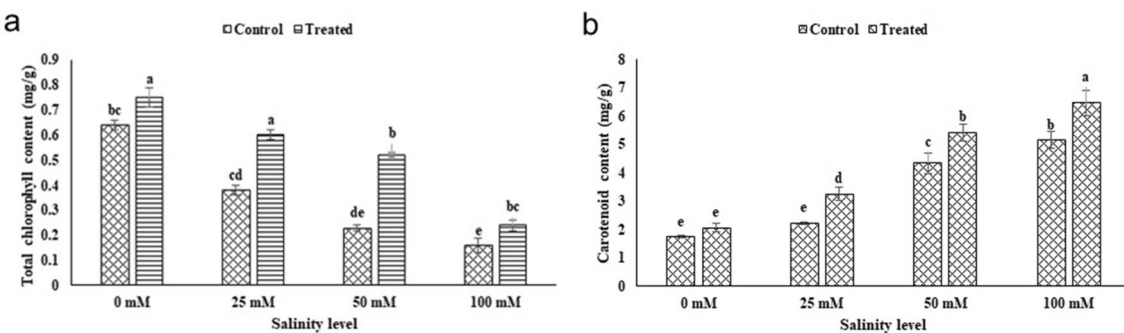 a
Control Treated
Total chlorophyll content (mg/g)
0.9
0.8
0.7
0.6
0.5
0.4
0.3
0.2
0.1
0
bc
a
cd
a
de
b
e
bc
0 mM 25 mM 50 mM 100 mM
Salinity level
b
Control Treated
Carotenoid content (mg/g)
8
7
6
5
4
3
2
1
0
e
e
e
d
c
b
b
a
0 mM 25 mM 50 mM 100 mM
Salinity level